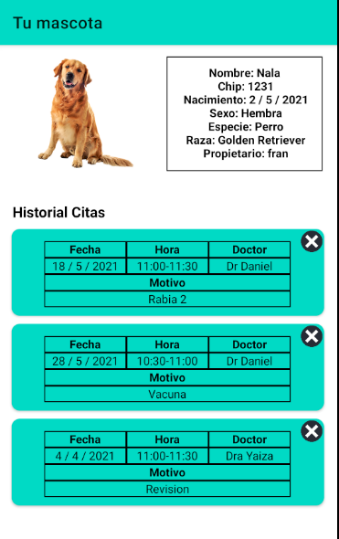 Tu mascota
Nombre: Nala
Chip: 1231
Nacimiento: 2 / 5 / 2021
Sexo: Hembra
Especie: Perro
Raza: Golden Retriever
Propietario: fran
Historial Citas
Fecha Hora Doctor
18 / 5 / 2021 11:00-11:30 Dr Daniel
Motivo
Rabia 2
Fecha Hora Doctor
28 / 5 / 2021 10:30-11:00 Dr Daniel
Motivo
Vacuna
Fecha Hora Doctor
4 / 4 / 2021 11:00-11:30 Dra Yaiza
Motivo
Revision